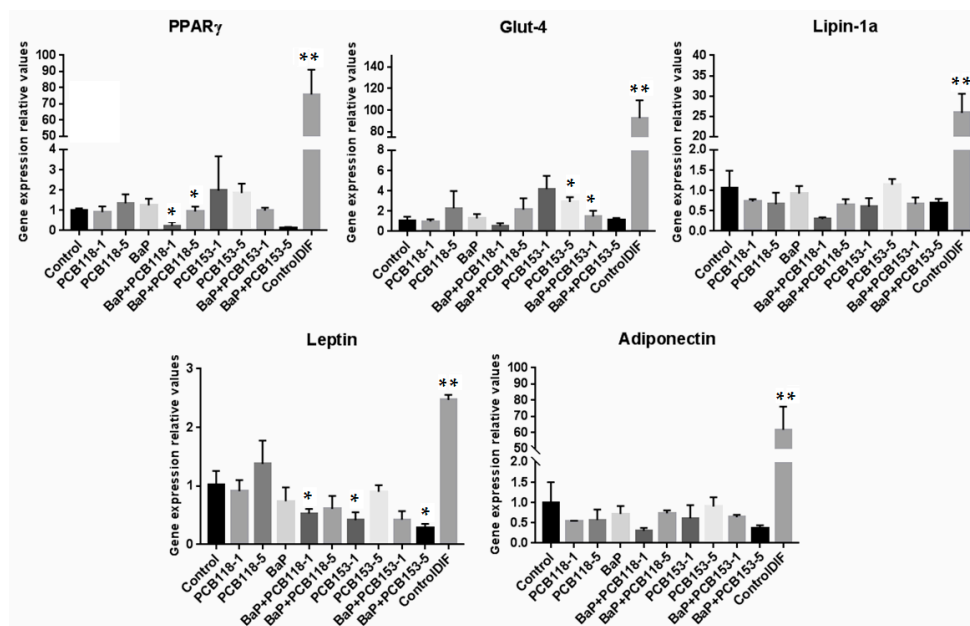 PPARγ
Gene expression relative values
100
90
80
70
60
50
4
3
2
1
0
**
*
*
Control
PCB118-1
PCB118-5
BaP
BaP+PCB118-1
BaP+PCB118-5
PCB153-1
PCB153-5
BaP+PCB153-1
BaP+PCB153-5
ControlDIF
Glut-4
Gene expression relative values
140
120
100
80
8
6
4
2
0
**
*
*
Control
PCB118-1
PCB118-5
BaP
BaP+PCB118-1
BaP+PCB118-5
PCB153-1
PCB153-5
BaP+PCB153-1
BaP+PCB153-5
ControlDIF
Lipin-1a
Gene expression relative values
40
35
30
25
20
2.0
1.5
1.0
0.5
0.0
**
Control
PCB118-1
PCB118-5
BaP
BaP+PCB118-1
BaP+PCB118-5
PCB153-1
PCB153-5
BaP+PCB153-1
BaP+PCB153-5
ControlDIF
Leptin
Gene expression relative values
3
2
1
0
**
*
*
*
Control
PCB118-1
PCB118-5
BaP
BaP+PCB118-1
BaP+PCB118-5
PCB153-1
PCB153-5
BaP+PCB153-1
BaP+PCB153-5
ControlDIF
Adiponectin
Gene expression relative values
100
90
80
70
60
50
2.0
1.5
1.0
0.5
0.0
**
Control
PCB118-1
PCB118-5
BaP
BaP+PCB118-1
BaP+PCB118-5
PCB153-1
PCB153-5
BaP+PCB153-1
BaP+PCB153-5
ControlDIF